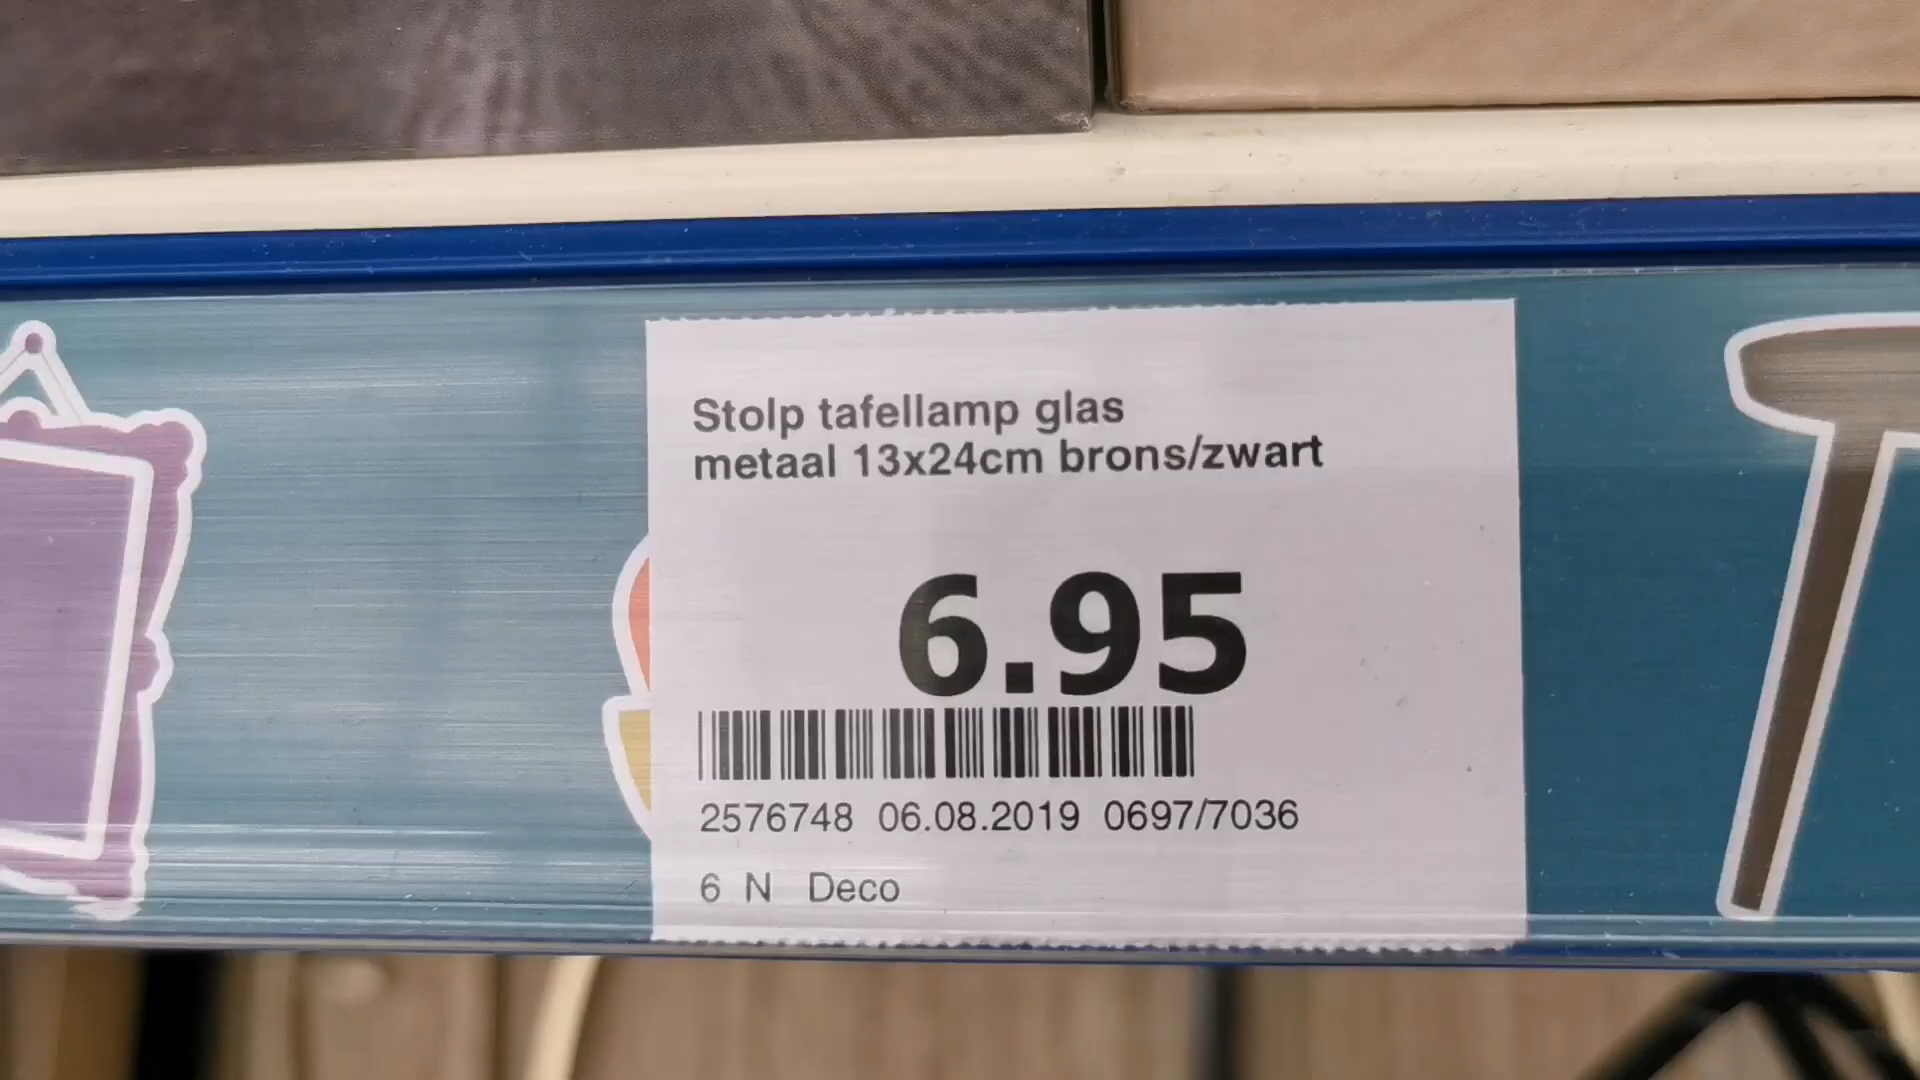 Stolp tafellamp glas
metaal 13x24cm brons/zwart
6.95
2576748 06.08.2019 0697/7036
6 N Deco